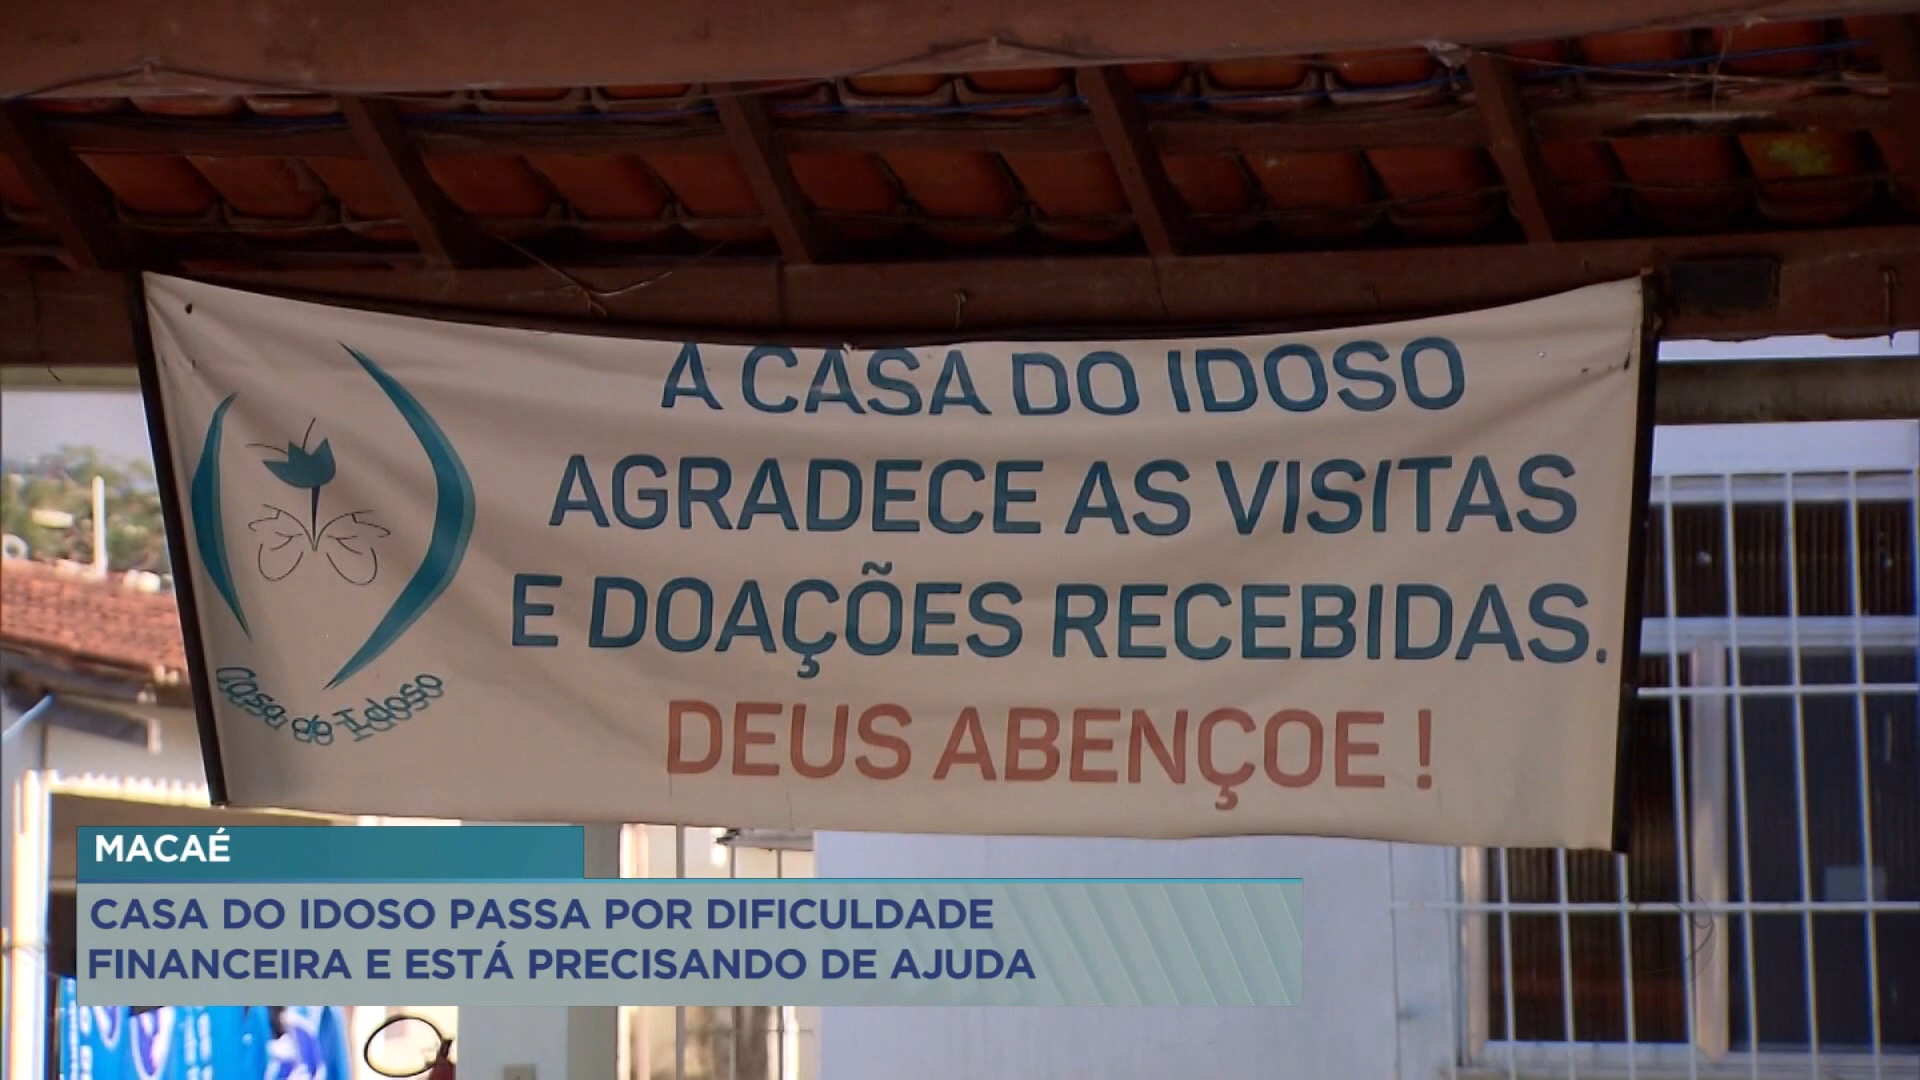 A CASA DO IDOSO
AGRADECE AS VISITAS
E DOAÇÕES RECEBIDAS.
DEUS ABENÇOE !
Casa do Idoso
MACAÉ
CASA DO IDOSO PASSA POR DIFICULDADE
FINANCEIRA E ESTÁ PRECISANDO DE AJUDA